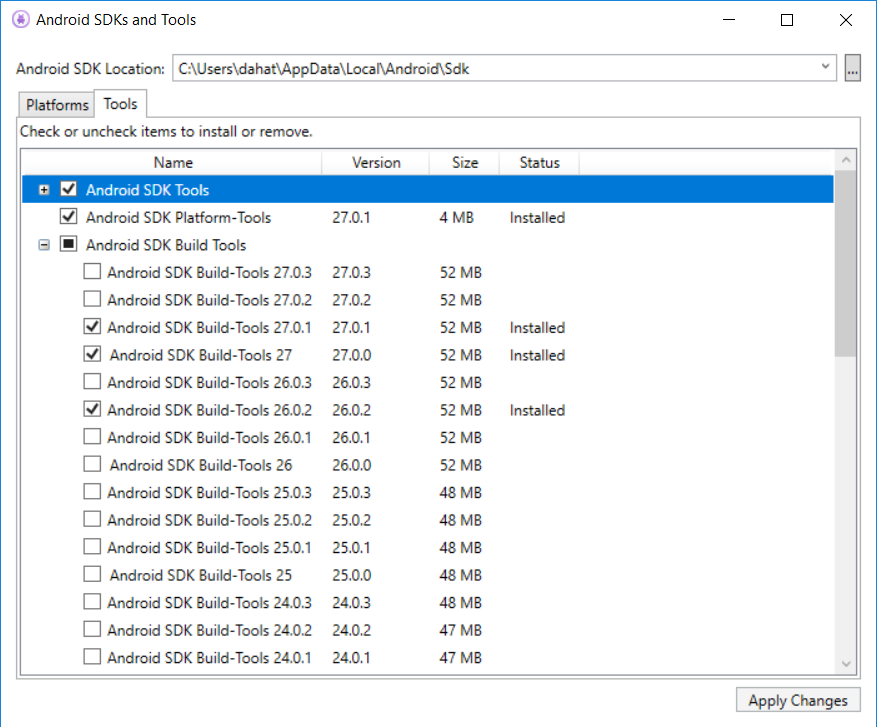 Android SDKs and Tools
Android SDK Location: C:\Users\dahat\AppData\Local\Android\Sdk ...
Platforms Tools
Check or uncheck items to install or remove.
Name Version Size Status
Android SDK Tools
Android SDK Platform-Tools 27.0.1 4 MB Installed
Android SDK Build Tools
Android SDK Build-Tools 27.0.3 27.0.3 52 MB
Android SDK Build-Tools 27.0.2 27.0.2 52 MB
Android SDK Build-Tools 27.0.1 27.0.1 52 MB Installed
Android SDK Build-Tools 27 27.0.0 52 MB Installed
Android SDK Build-Tools 26.0.3 26.0.3 52 MB
Android SDK Build-Tools 26.0.2 26.0.2 52 MB Installed
Android SDK Build-Tools 26.0.1 26.0.1 52 MB
Android SDK Build-Tools 26 26.0.0 52 MB
Android SDK Build-Tools 25.0.3 25.0.3 48 MB
Android SDK Build-Tools 25.0.2 25.0.2 48 MB
Android SDK Build-Tools 25.0.1 25.0.1 48 MB
Android SDK Build-Tools 25 25.0.0 48 MB
Android SDK Build-Tools 24.0.3 24.0.3 48 MB
Android SDK Build-Tools 24.0.2 24.0.2 47 MB
Android SDK Build-Tools 24.0.1 24.0.1 47 MB
Apply Changes